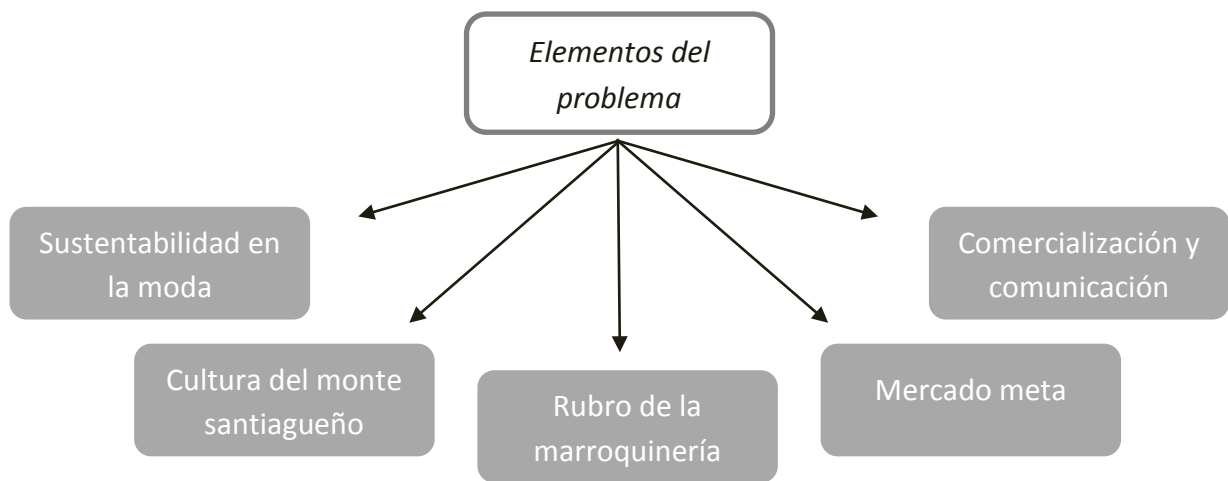 Elementos del
problema
Sustentabilidad en
la moda
Comercialización y
comunicación
Cultura del monte
santiagueño
Rubro de la
marroquinería
Mercado meta